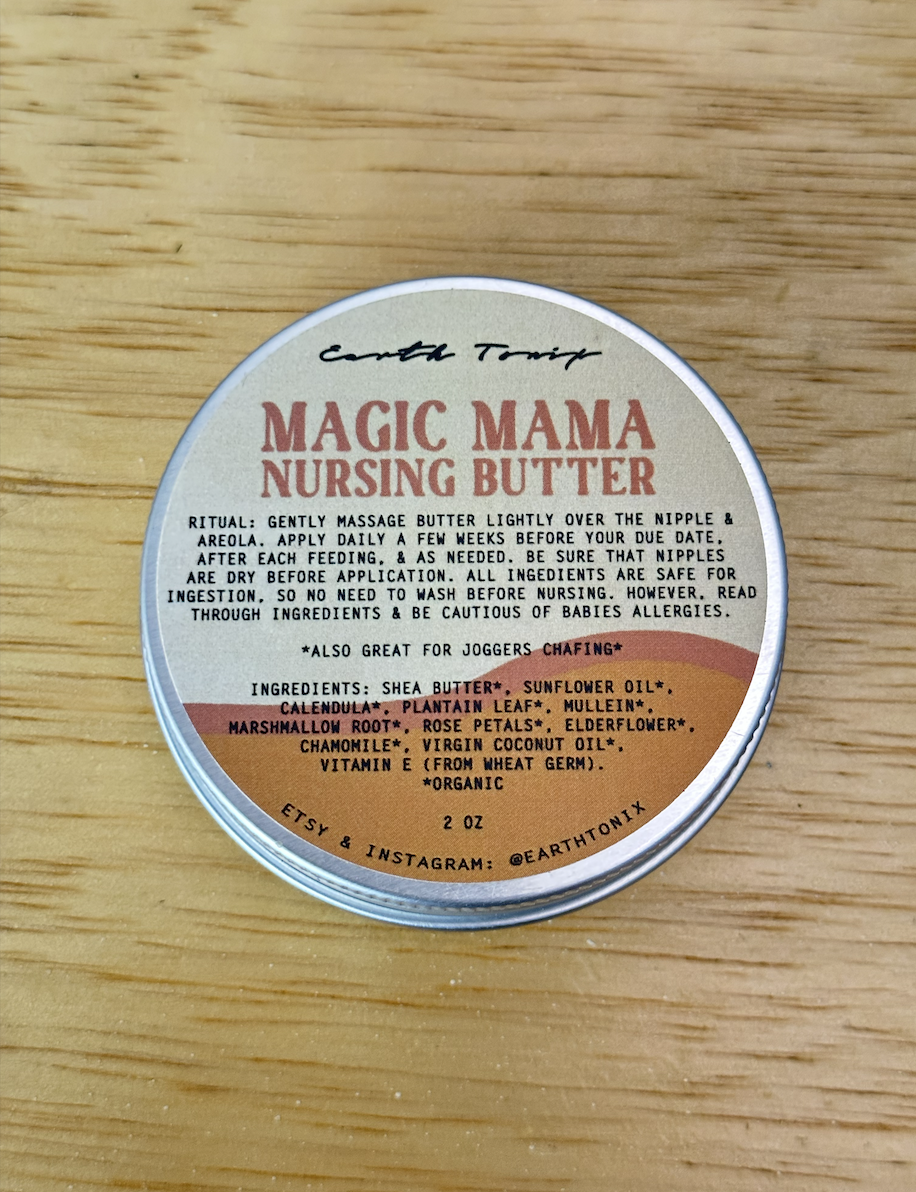 Earth Tonix
MAGIC MAMA
NURSING BUTTER
RITUAL: GENTLY MASSAGE BUTTER LIGHTLY OVER THE NIPPLE &
AREOLA. APPLY DAILY A FEW WEEKS BEFORE YOUR DUE DATE,
AFTER EACH FEEDING, & AS NEEDED. BE SURE THAT NIPPLES
ARE DRY BEFORE APPLICATION. ALL INGEDIENTS ARE SAFE FOR
INGESTION, SO NO NEED TO WASH BEFORE NURSING. HOWEVER, READ
THROUGH INGREDIENTS & BE CAUTIOUS OF BABIES ALLERGIES.
*ALSO GREAT FOR JOGGERS CHAFING*
INGREDIENTS: SHEA BUTTER*, SUNFLOWER OIL*,
CALENDULA*, PLANTAIN LEAF*, MULLEIN*,
MARSHMALLOW ROOT*, ROSE PETALS*, ELDERFLOWER*,
CHAMOMILE*, VIRGIN COCONUT OIL*,
VITAMIN E (FROM WHEAT GERM).
*ORGANIC
2 OZ
ETSY & INSTAGRAM: @EARTHTONIX